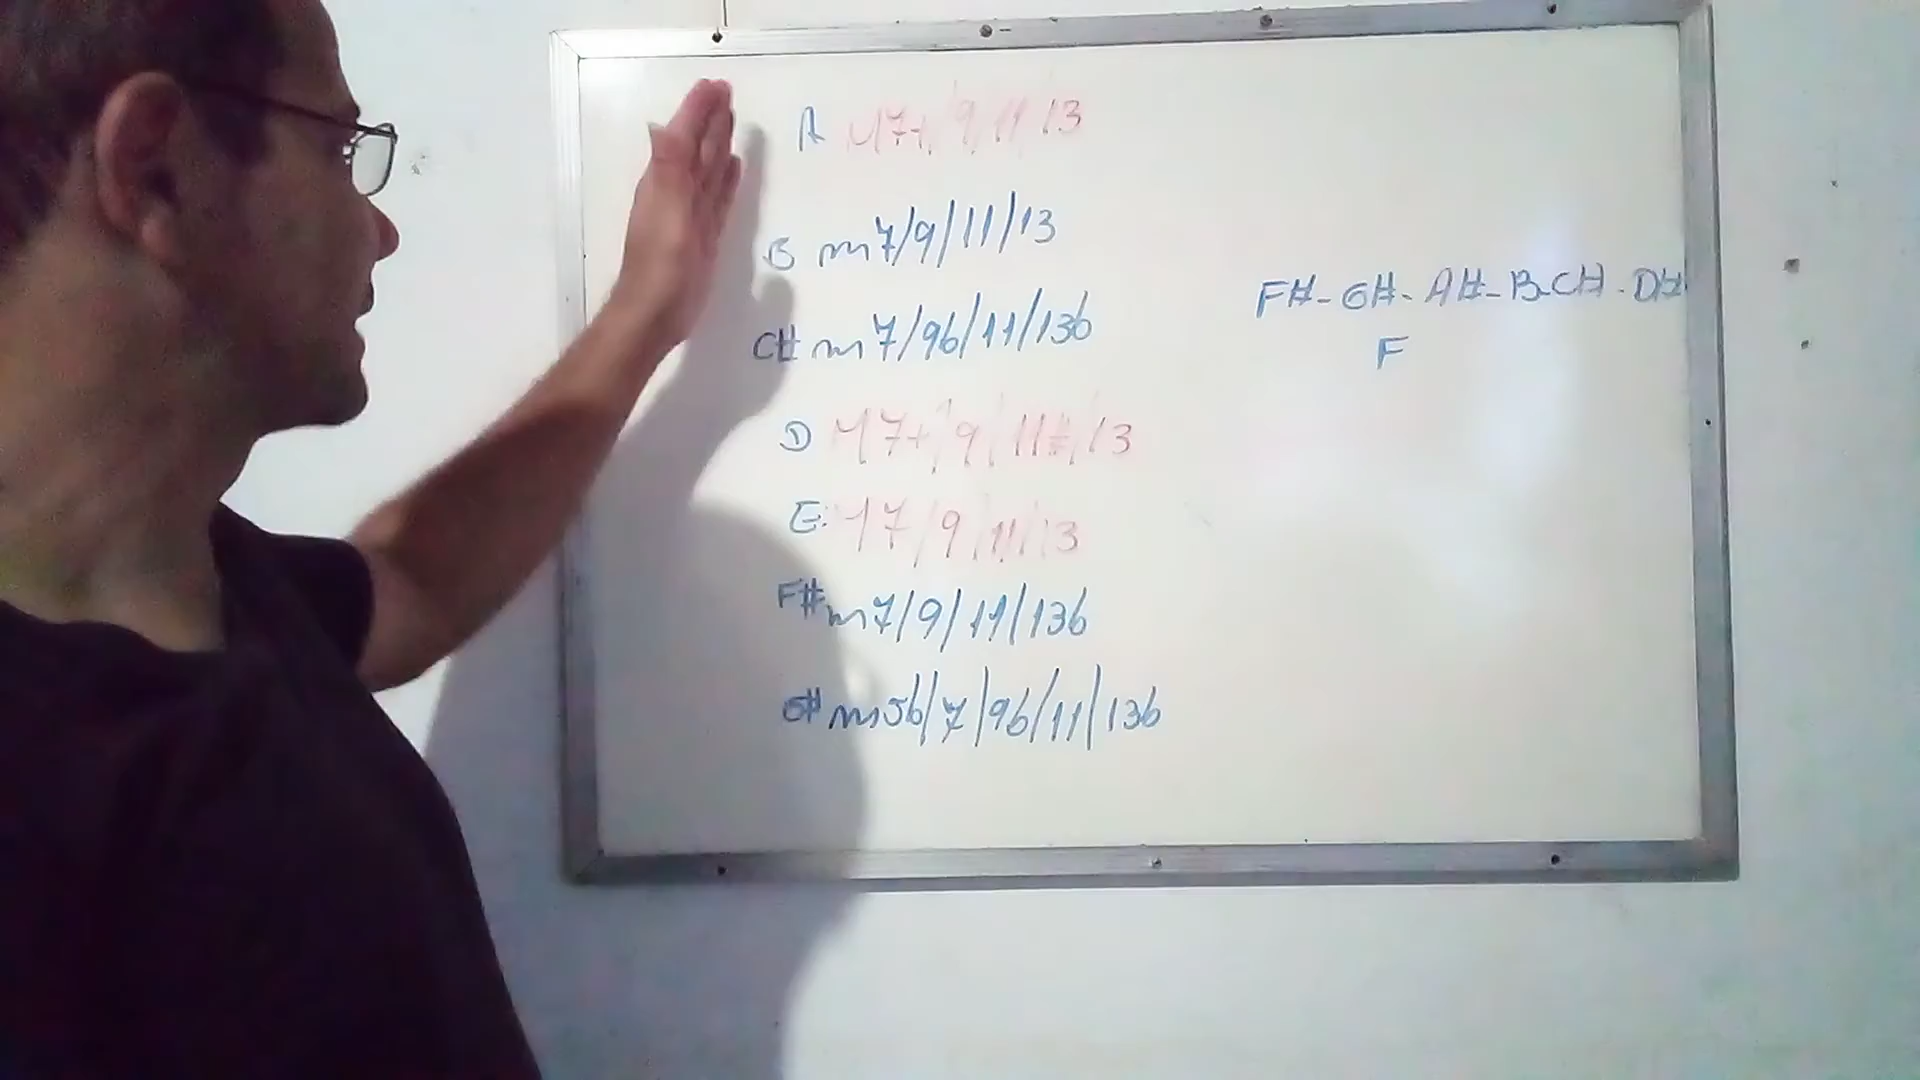 A M7+/9/11/13
B m7/9/11/13
C# m7/9b/11/13b
D M7+/9/11#/13
E: M7/9/11/13
F# m7/9/11/13b
G# m5b/7/9b/11/13b
F#-G#-A#-B-C#-D#
F